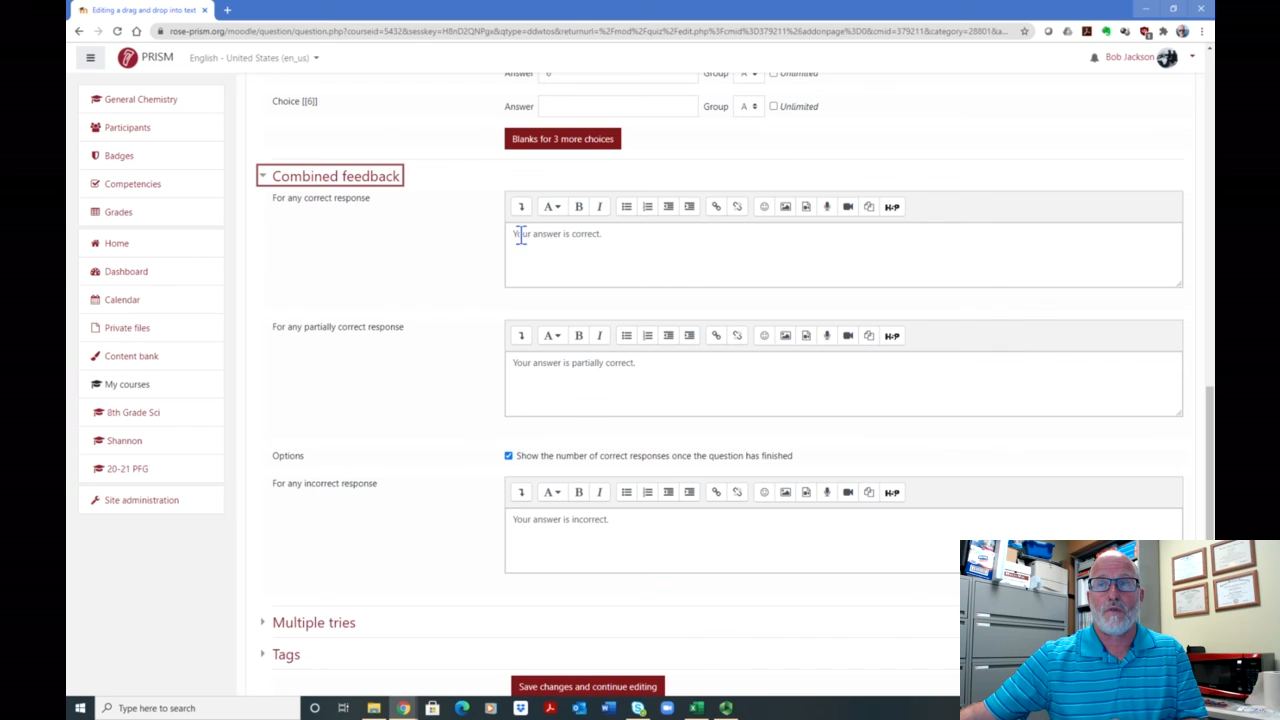 Editing a drag and drop into text
rose-prism.org/moodle/question/question.php?courseid=5432&sesskey=H8nD2QNPgx&qtype=ddwtos&returnurl=%2Fmod%2Fquiz%2Fedit.php%3Fcmid%3D379211%26addonpage%3D0&cmid=379211&category=28801&a...
PRISM
English - United States (en_us)
Bob Jackson
General Chemistry
Participants
Badges
Competencies
Grades
Home
Dashboard
Calendar
Private files
Content bank
My courses
8th Grade Sci
Shannon
20-21 PFG
Site administration
Answer 6 Group A Unlimited
Choice [[6]] Answer Group A Unlimited
Blanks for 3 more choices
Combined feedback
For any correct response
A B I H-P
Your answer is correct.
For any partially correct response
A B I H-P
Your answer is partially correct.
Options
Show the number of correct responses once the question has finished
For any incorrect response
A B I H-P
Your answer is incorrect.
Multiple tries
Tags
Save changes and continue editing
Type here to search